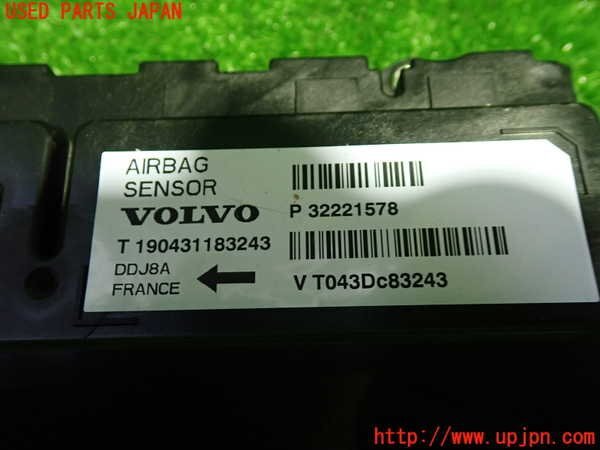 USED PARTS JAPAN
AIRBAG
SENSOR
VOLVO
P 32221578
T 190431183243
DDJ8A
FRANCE
V T043Dc83243
http://www.upjpn.com/